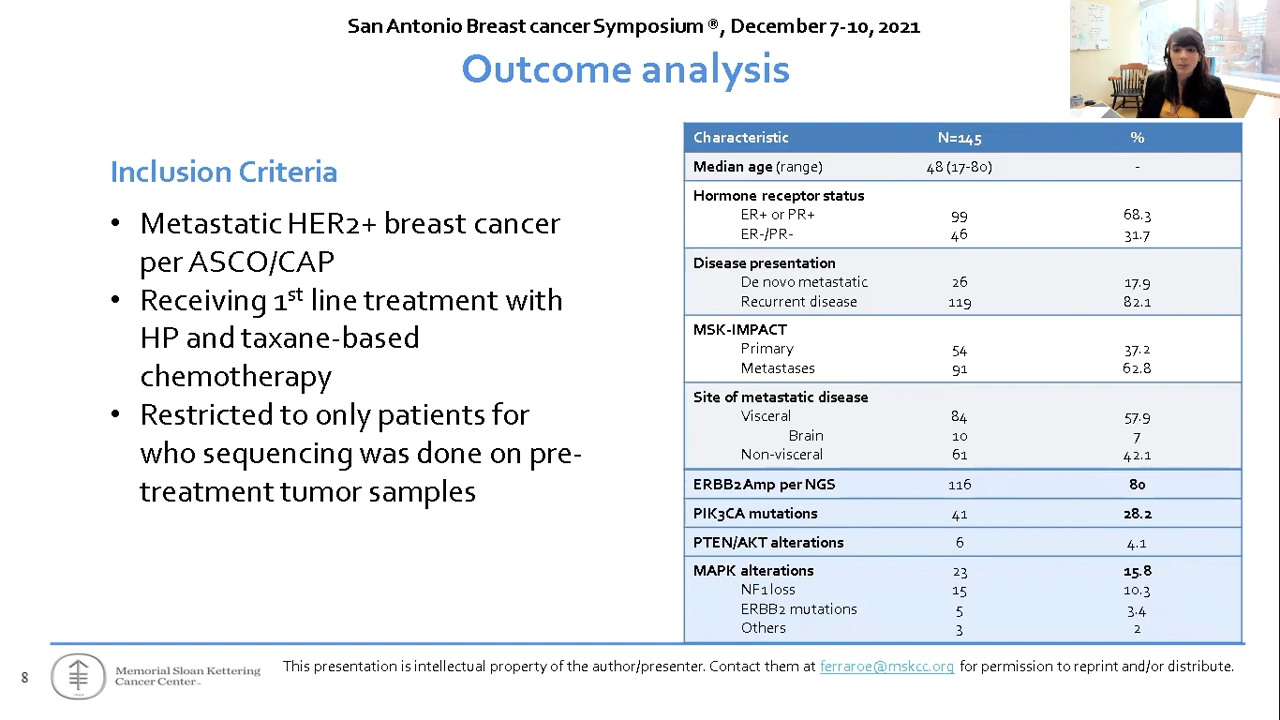 San Antonio Breast cancer Symptosium ®, December 7-10, 2021
Outcome analysis
Inclusion Criteria
• Metastatic HER2+ breast cancer
per ASCO/CAP
• Receiving 1st line treatment with
HP and taxane-based
chemotherapy
• Restricted to only patients for
who sequencing was done on pre-
treatment tumor samples
Characteristic N=145 %
Median age (range) 48 (17-80) -
Hormone receptor status
ER+ or PR+ 99 68.3
ER-/PR- 46 31.7
Disease presentation
De novo metastatic 26 17.9
Recurrent disease 119 82.1
MSK-IMPACT
Primary 54 37.2
Metastases 91 62.8
Site of metastatic disease
Visceral 84 57.9
Brain 10 7
Non-visceral 61 42.1
ERBB2 Amp per NGS 116 80
PIK3CA mutations 41 28.2
PTEN/AKT alterations 6 4.1
MAPK alterations 23 15.8
NF1 loss 15 10.3
ERBB2 mutations 5 3.4
Others 3 2
8
Memorial Sloan Kettering
Cancer Center
This presentation is intellectual property of the author/presenter. Contact them at ferraroe@mskcc.org for permission to reprint and/or distribute.